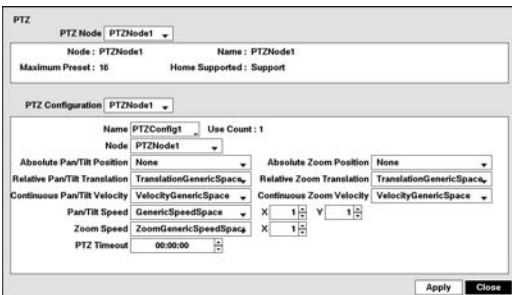 PTZ
PTZ Node PTZNode1
Node : PTZNode1 Name : PTZNode1
Maximum Preset : 16 Home Supported : Support
PTZ Configuration PTZNode1
Name PTZConfig1 Use Count : 1
Node PTZNode1
Absolute Pan/Tilt Position None Absolute Zoom Position None
Relative Pan/Tilt Translation TranslationGenericSpace Relative Zoom Translation TranslationGenericSpace
Continuous Pan/Tilt Velocity VelocityGenericSpace Continuous Zoom Velocity VelocityGenericSpace
Pan/Tilt Speed GenericSpeedSpace X 1 Y 1
Zoom Speed ZoomGenericSpeedSpace X 1
PTZ Timeout 00:00:00
Apply Close